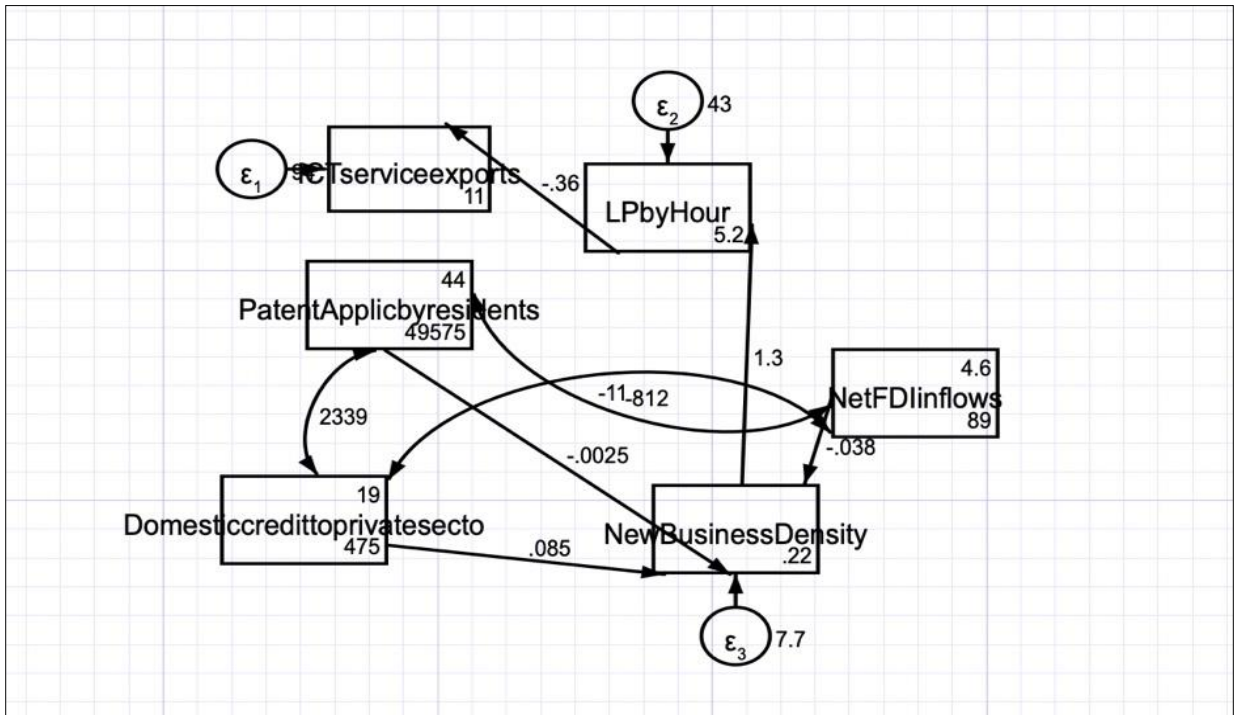 ε2 43
ε1
ICTserviceexports
11
-.36
LPbyHour
5.2
44
PatentApplicbyresidents
49575
1.3
4.6
NetFDIinflows
89
-11
-812
2339
-.038
-.0025
19
Domesticcredittoprivatesecto
475
.085
NewBusinessDensity
.22
ε3 7.7